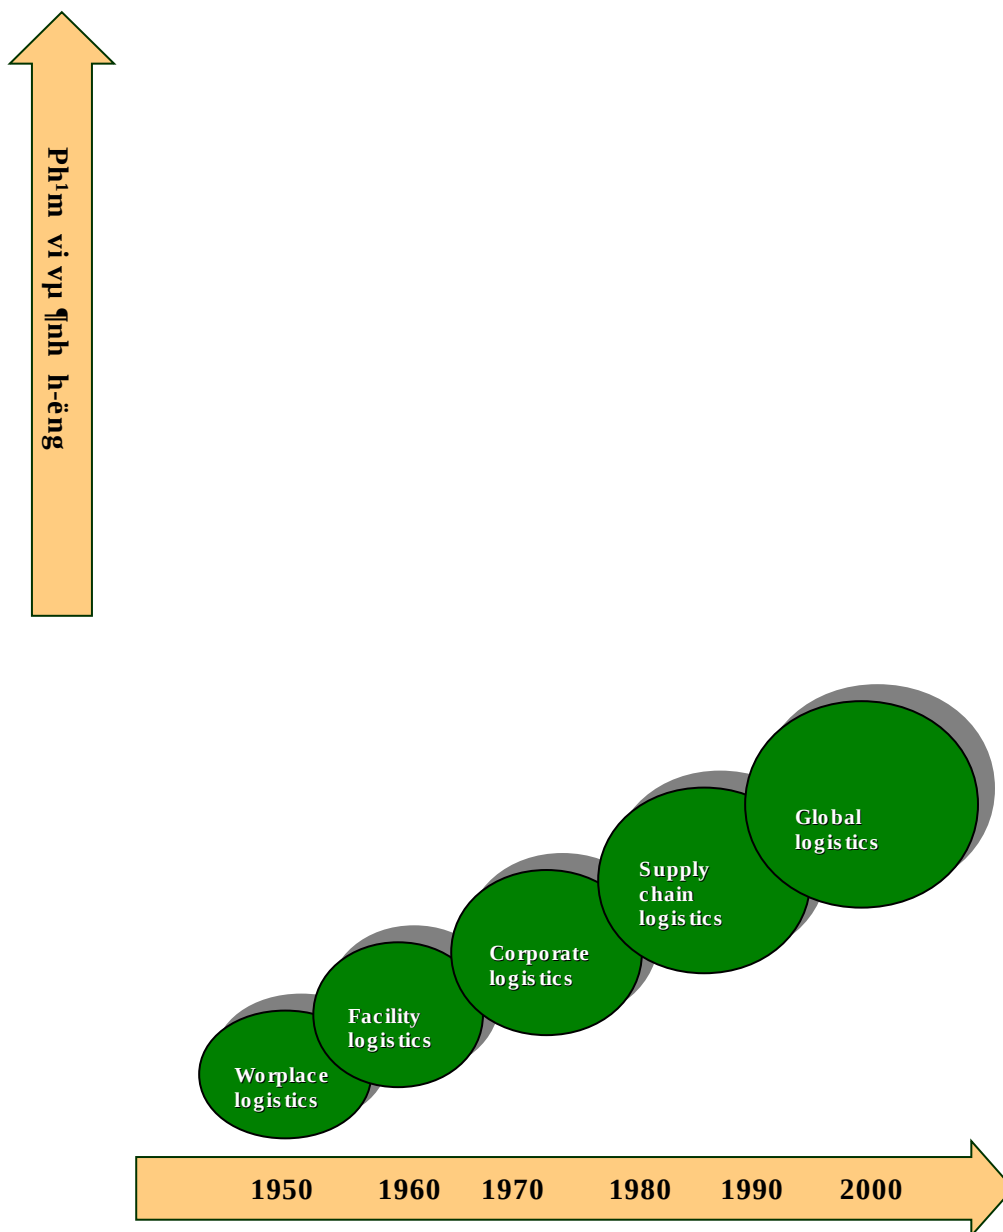 Ph¹m vi vµ ¶nh h-ëng
Global
logistics
Supply
chain
logistics
Corporate
logistics
Facility
logistics
Worplace
logistics
1950 1960 1970 1980 1990 2000